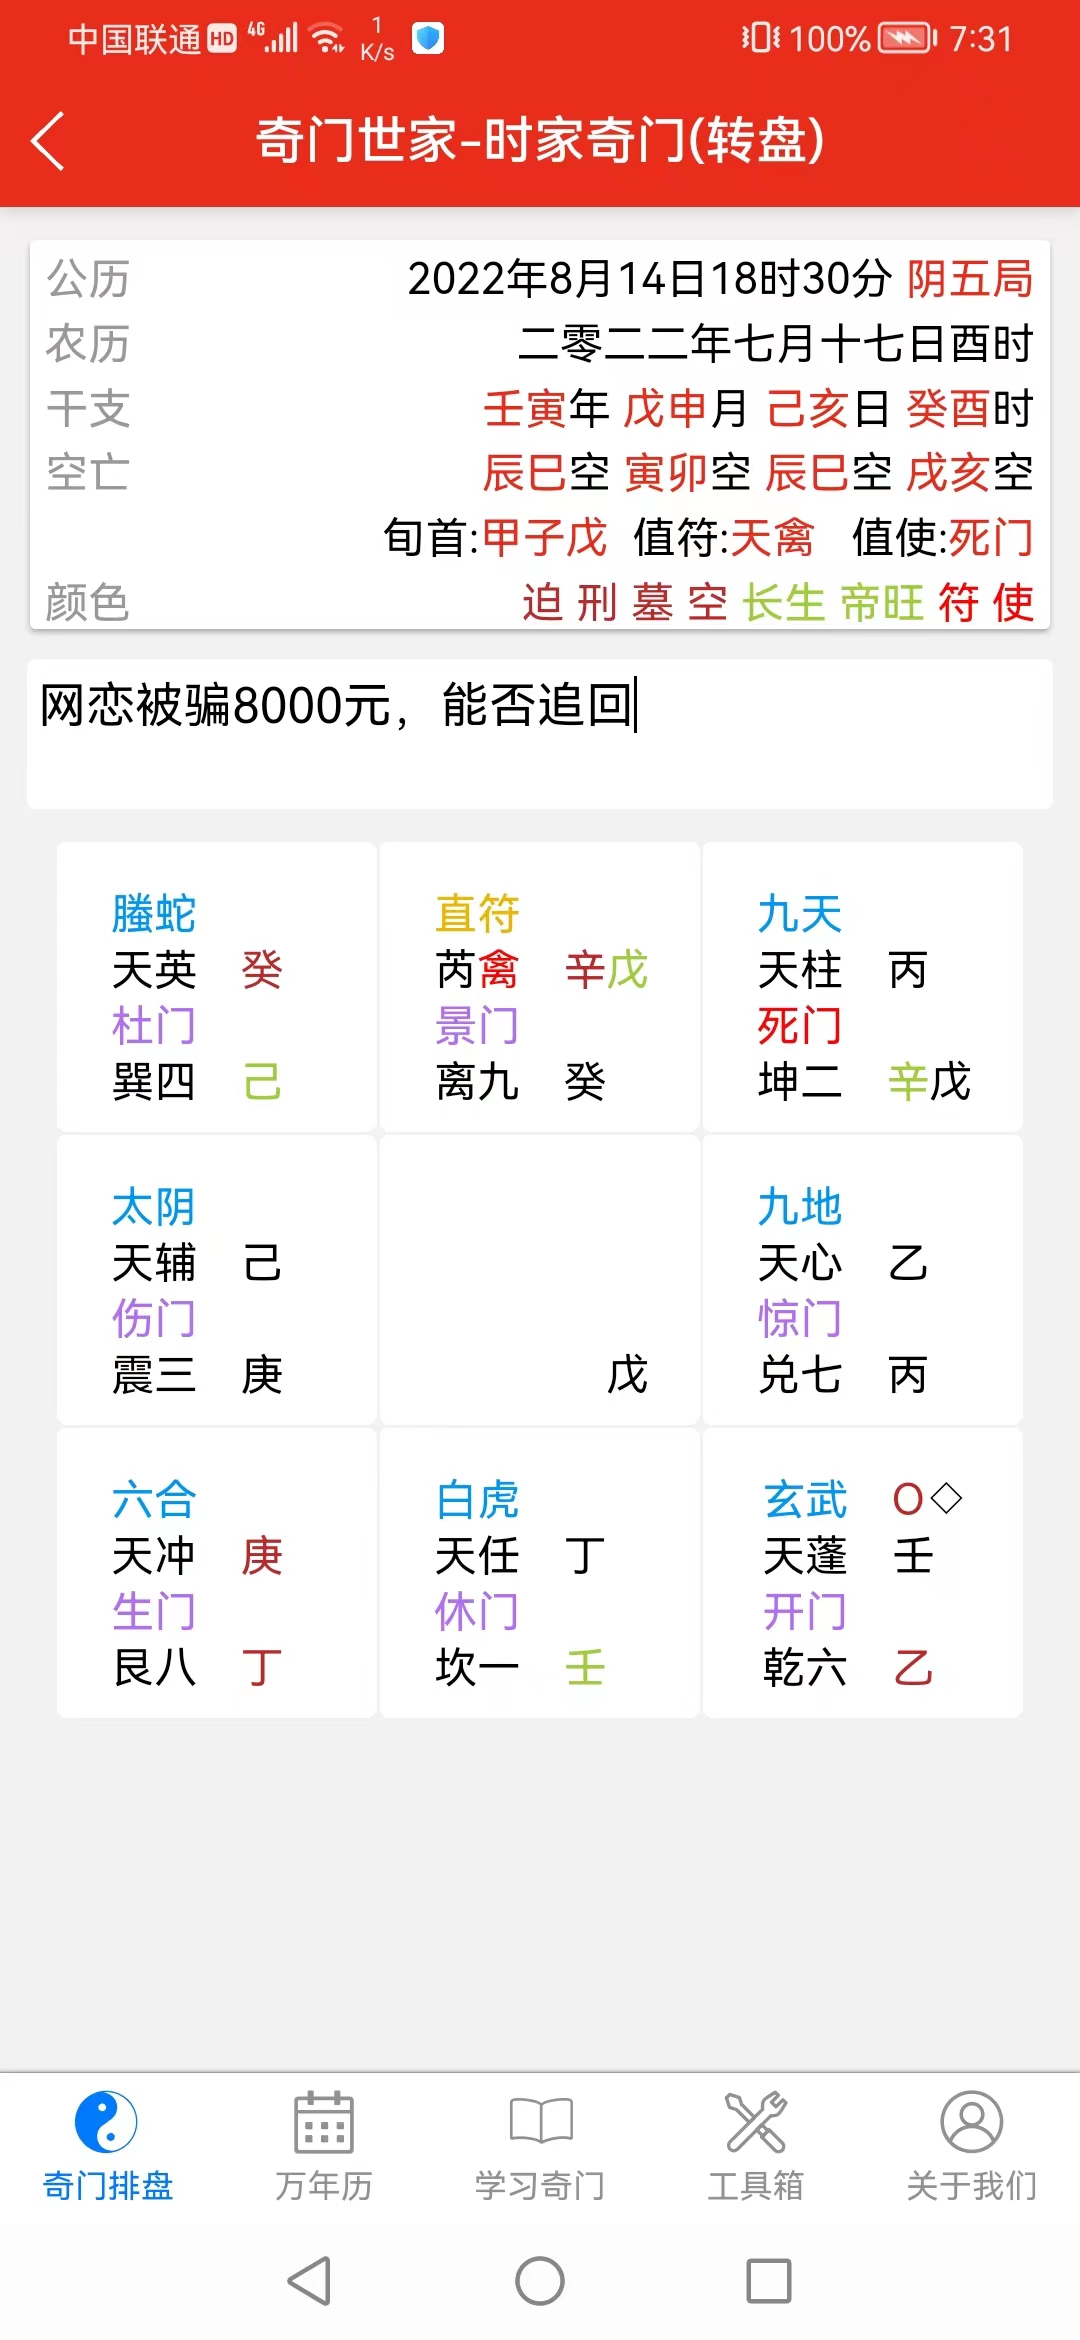 中国联通 HD 4G 1 K/s 100% 7:31
奇门世家-时家奇门(转盘)
公历 2022年8月14日18时30分 阴五局
农历 二零二二年七月十七日酉时
干支 壬寅年 戊申月 己亥日 癸酉时
空亡 辰巳空 寅卯空 辰巳空 戌亥空
旬首:甲子戊 值符:天禽 值使:死门
颜色 迫 刑 墓 空 长生 帝旺 符 使
网恋被骗8000元，能否追回
螣蛇
天英 癸
杜门
巽四 己
直符
芮禽 辛戊
景门
离九 癸
九天
天柱 丙
死门
坤二 辛戊
太阴
天辅 己
伤门
震三 庚
戊
九地
天心 乙
惊门
兑七 丙
六合
天冲 庚
生门
艮八 丁
白虎
天任 丁
休门
坎一 壬
玄武 O◇
天蓬 壬
开门
乾六 乙
奇门排盘 万年历 学习奇门 工具箱 关于我们